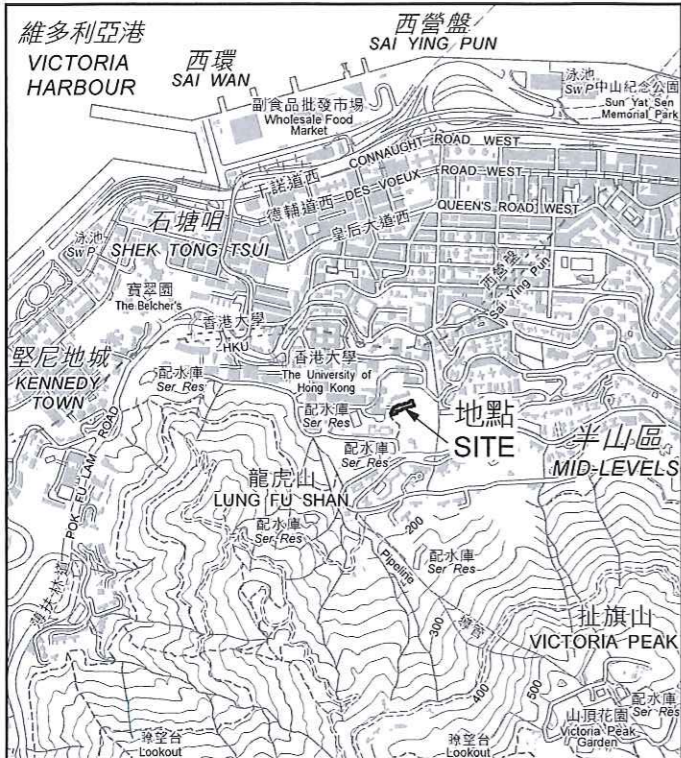 維多利亞港
VICTORIA
HARBOUR
西環
SAI WAN
西營盤
SAI YING PUN
副食品批發市場
Wholesale Food
Market
泳池
Sw P
中山紀念公園
Sun Yat Sen
Memorial Park
干諾道西
CONNAUGHT ROAD WEST
德輔道西
DES VOEUX ROAD WEST
皇后大道西
QUEEN'S ROAD WEST
石塘咀
SHEK TONG TSUI
泳池
Sw P
西營盤
Sai Ying Pun
寶翠園
The Belcher's
香港大學
HKU
香港大學
The University of
Hong Kong
堅尼地城
KENNEDY
TOWN
配水庫
Ser Res
配水庫
Ser Res
地點
SITE
配水庫
Ser Res
半山區
MID-LEVELS
龍虎山
LUNG FU SHAN
配水庫
Ser Res
200
配水庫
Ser Res
Pipeline
喉管
300
400
500
薄扶林道
POK FU LAM ROAD
扯旗山
VICTORIA PEAK
山頂花園
Victoria Peak
Garden
配水庫
Ser Res
瞭望台
Lookout
瞭望台
Lookout